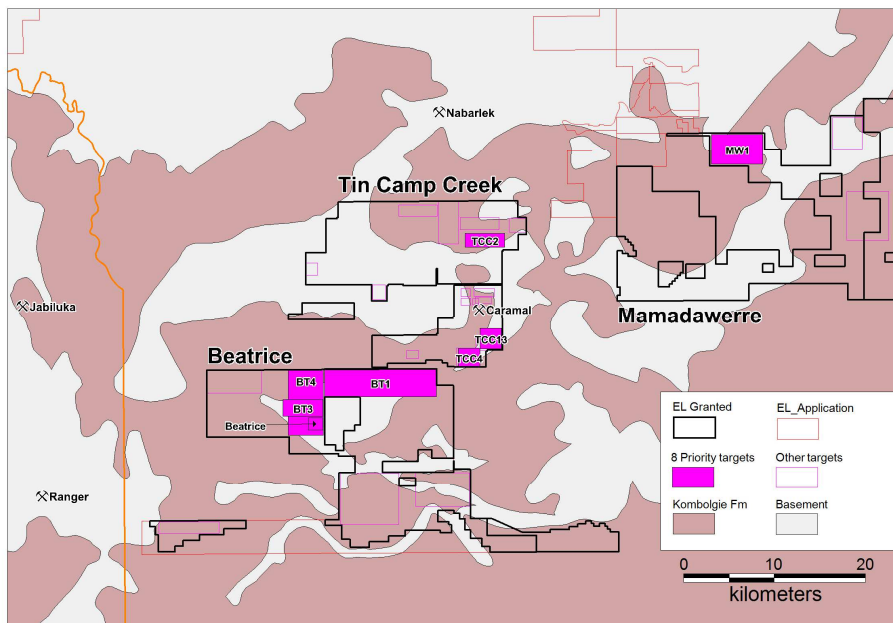 Nabarlek
MW1
Tin Camp Creek
TCC2
Jabiluka
Caramal
Mamadawerre
TCC13
Beatrice
TCC4
BT4
BT1
BT3
Beatrice
Ranger
EL Granted
EL_Application
8 Priority targets
Other targets
Kombolgie Fm
Basement
0 10 20
kilometers